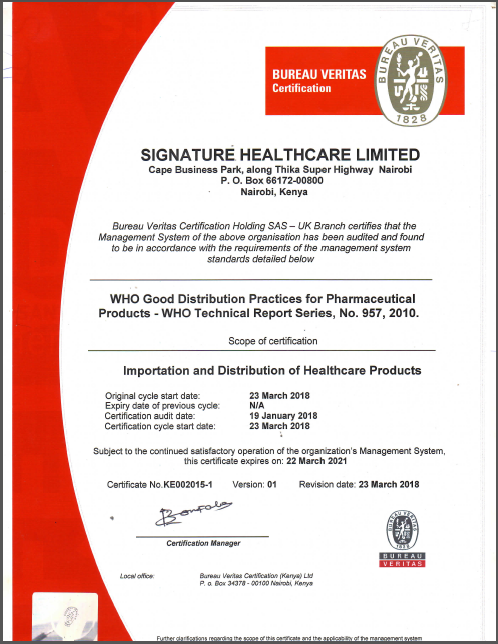 BUREAU VERITAS
Certification
BUREAU VERITAS
1828
SIGNATURE HEALTHCARE LIMITED
Cape Business Park, along Thika Super Highway Nairobi
P. O. Box 66172-00800
Nairobi, Kenya
Bureau Veritas Certification Holding SAS – UK Branch certifies that the
Management System of the above organisation has been audited and found
to be in accordance with the requirements of the management system
standards detailed below
WHO Good Distribution Practices for Pharmaceutical
Products - WHO Technical Report Series, No. 957, 2010.
Scope of certification
Importation and Distribution of Healthcare Products
Original cycle start date: 23 March 2018
Expiry date of previous cycle: N/A
Certification audit date: 19 January 2018
Certification cycle start date: 23 March 2018
Subject to the continued satisfactory operation of the organization's Management System,
this certificate expires on: 22 March 2021
Certificate No.KE002015-1 Version: 01 Revision date: 23 March 2018
Certification Manager
BUREAU VERITAS
1828
BUREAU
VERITAS
Local office: Bureau Veritas Certification (Kenya) Ltd
P. o. Box 34378 - 00100 Nairobi, Kenya
Further clarifications regarding the scope of this certificate and the applicability of the management system